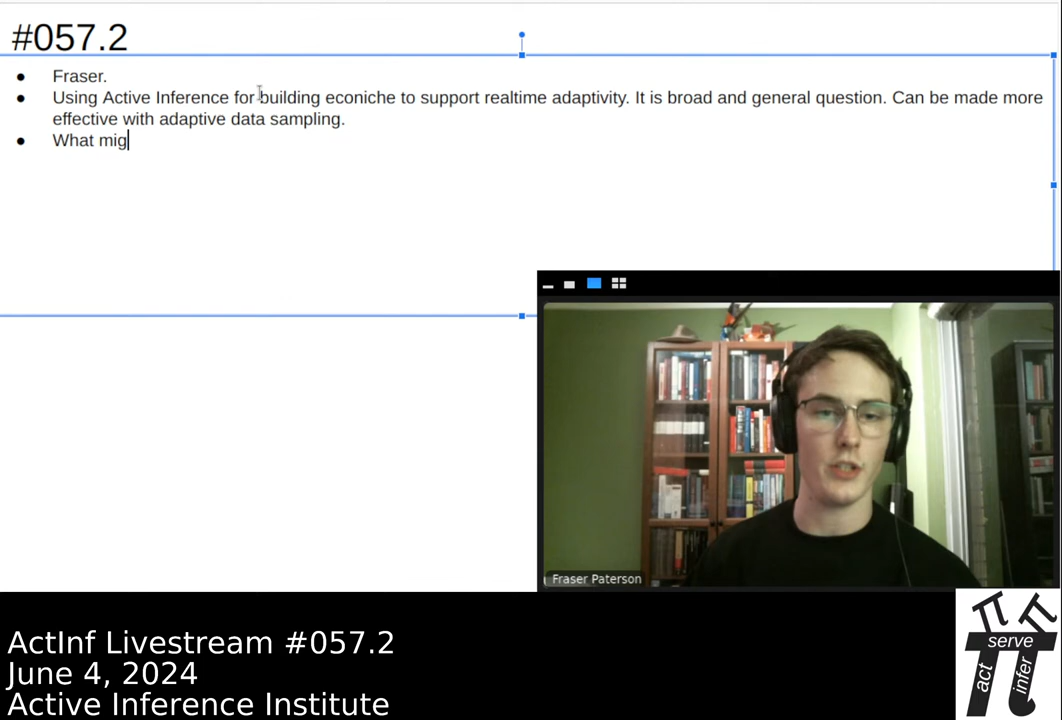 #057.2
● Fraser.
● Using Active Inference for building econiche to support realtime adaptivity. It is broad and general question. Can be made more
effective with adaptive data sampling.
● What mig
Fraser Paterson
ActInf Livestream #057.2
June 4, 2024
Active Inference Institute
serve
act
infer